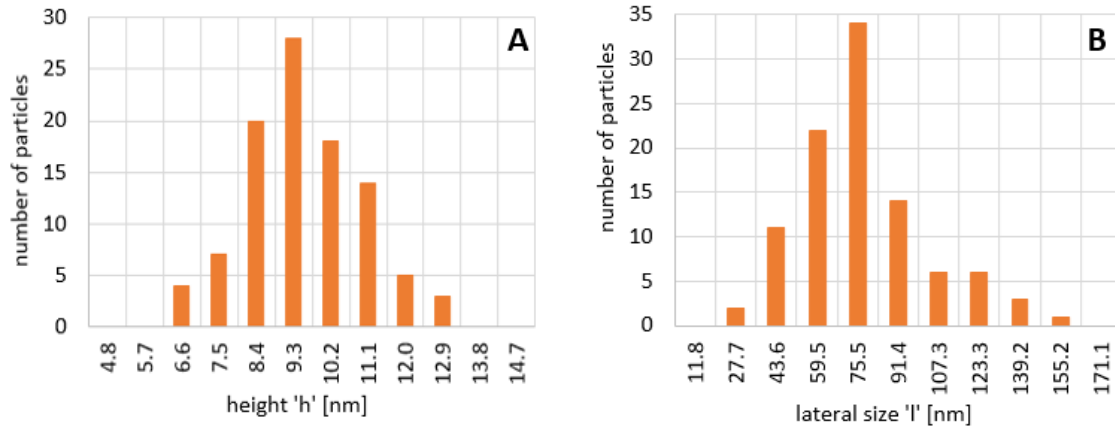 A
number of particles
30
25
20
15
10
5
0
4.8 5.7 6.6 7.5 8.4 9.3 10.2 11.1 12.0 12.9 13.8 14.7
height 'h' [nm]
B
number of particles
35
30
25
20
15
10
5
0
11.8 27.7 43.6 59.5 75.5 91.4 107.3 123.3 139.2 155.2 171.1
lateral size 'l' [nm]